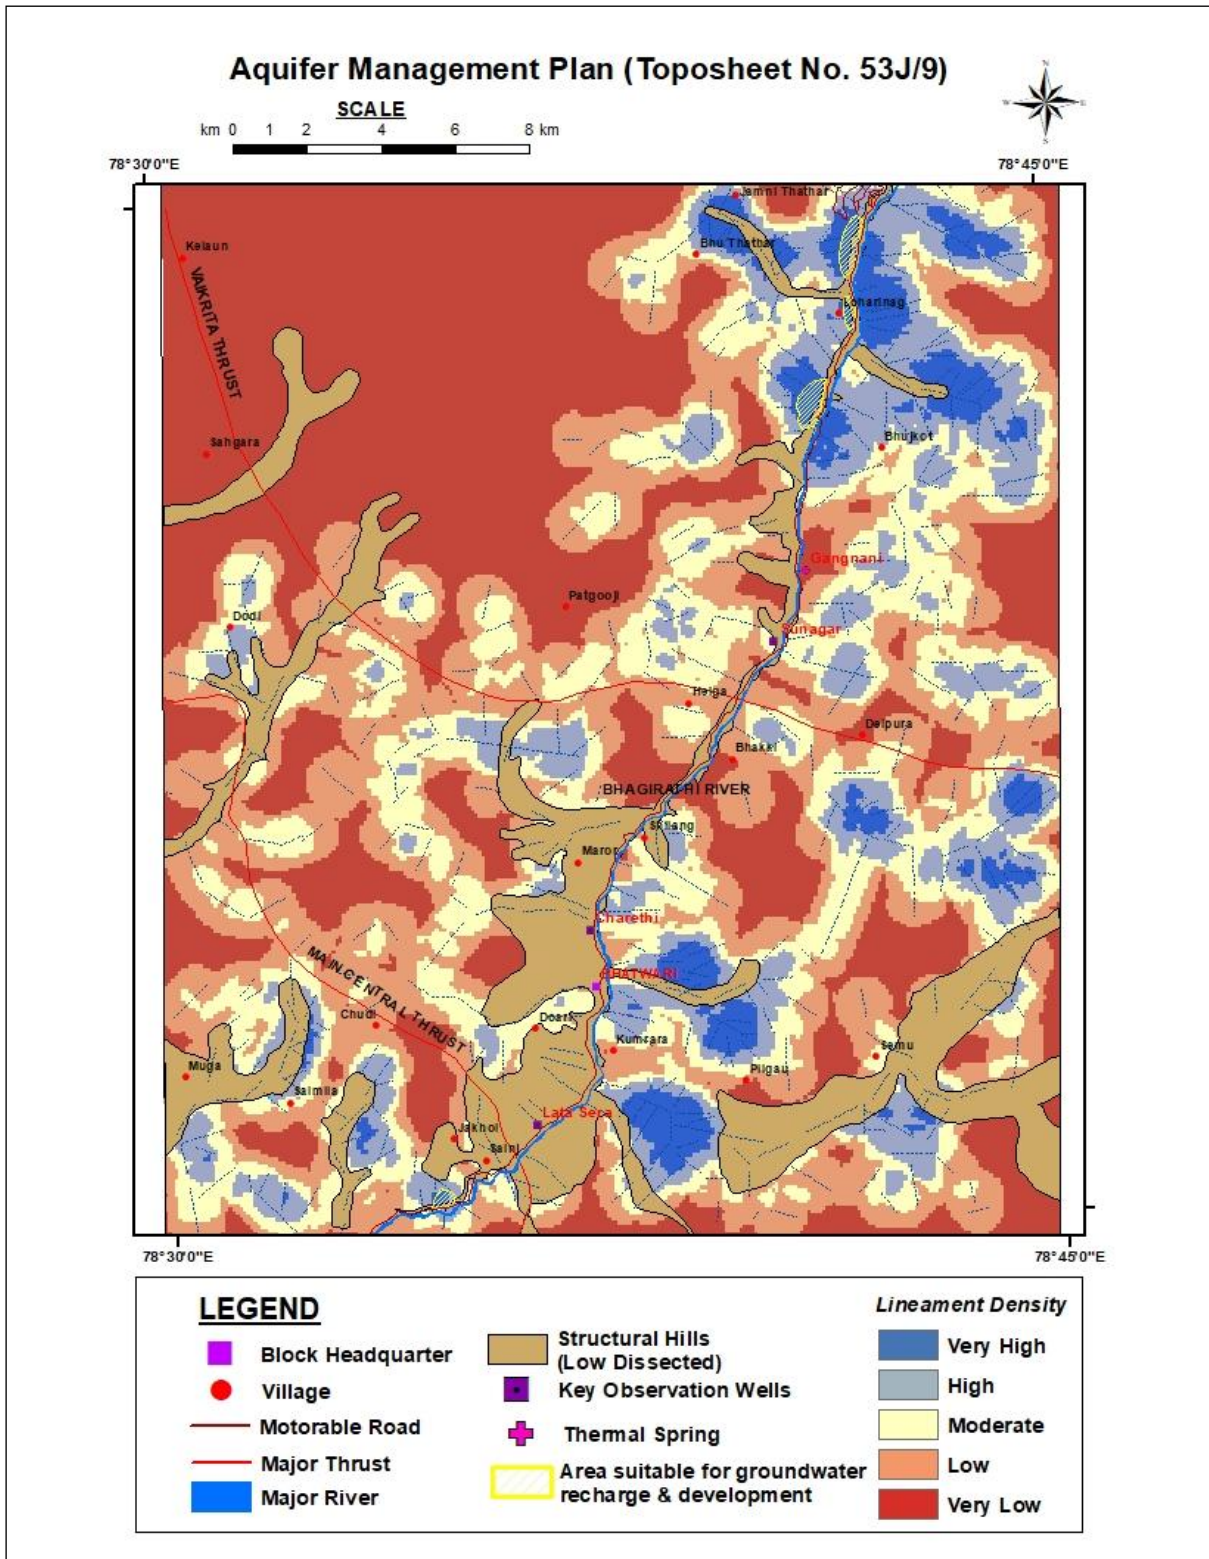 Aquifer Management Plan (Toposheet No. 53J/9)
N
W
E
S
SCALE
km 0 1 2 4 6 8 km
78°30'0"E
78°45'0"E
Jamni Thathar
Kelaun
Bhu Thathar
VAIKRITA THRUST
Loharinag
Sahgara
Bhujkot
Gangnani
Patgooji
Dodi
Sunagar
Helga
Delpura
Bhakki
BHAGIRATHI RIVER
Sillang
Maror
Charethi
MAIN CENTRAL THRUST
BHATWARI
Chudi
Doark
Kumrara
Semu
Muga
Pilgau
Salmila
Lata Sera
Jakhol
Sainj
78°30'0"E
78°45'0"E
LEGEND
Block Headquarter
Village
Motorable Road
Major Thrust
Major River
Structural Hills
(Low Dissected)
Key Observation Wells
Thermal Spring
Area suitable for groundwater
recharge & development
Lineament Density
Very High
High
Moderate
Low
Very Low